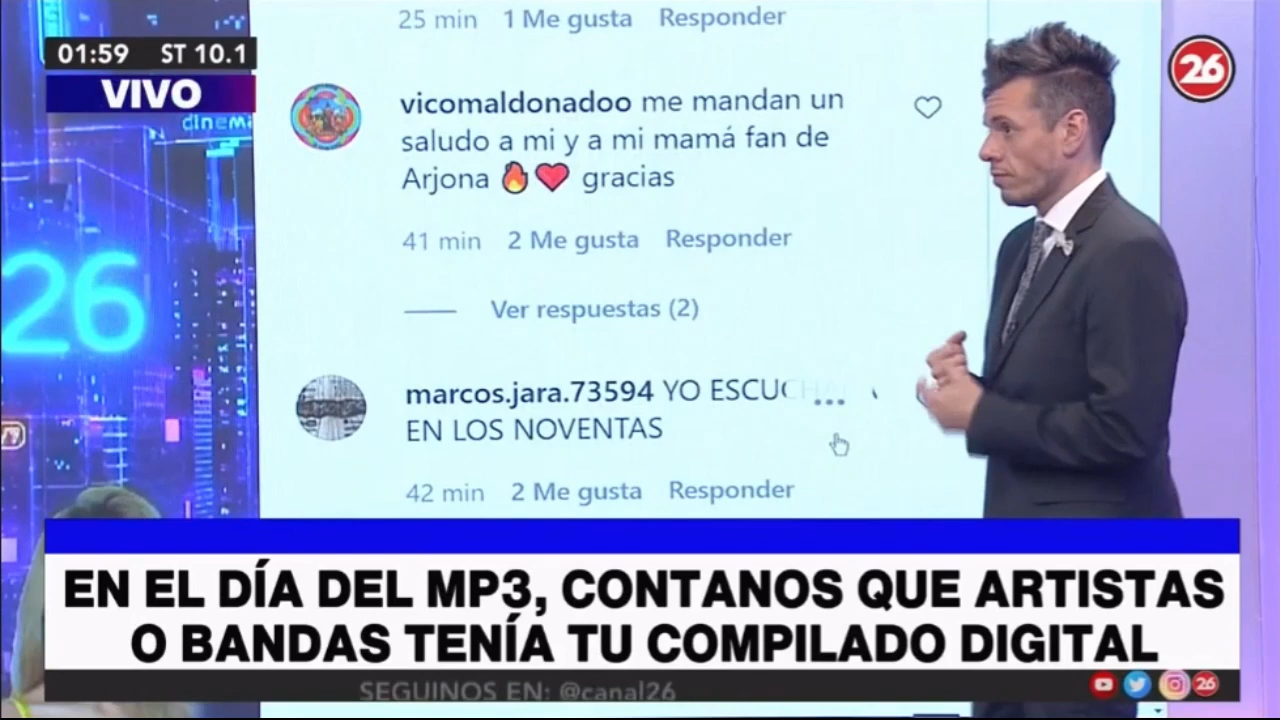 25 min 1 Me gusta Responder
01:59 ST 10.1
VIVO
26
vicomaldonadoo me mandan un
saludo a mi y a mi mamá fan de
Arjona 🔥❤️ gracias
41 min 2 Me gusta Responder
26
Ver respuestas (2)
marcos.jara.73594 YO
EN LOS NOVENTAS
42 min 2 Me gusta Responder
EN EL DÍA DEL MP3, CONTANOS QUE ARTISTAS
O BANDAS TENÍA TU COMPILADO DIGITAL
SEGUINOS EN: @canal26
26